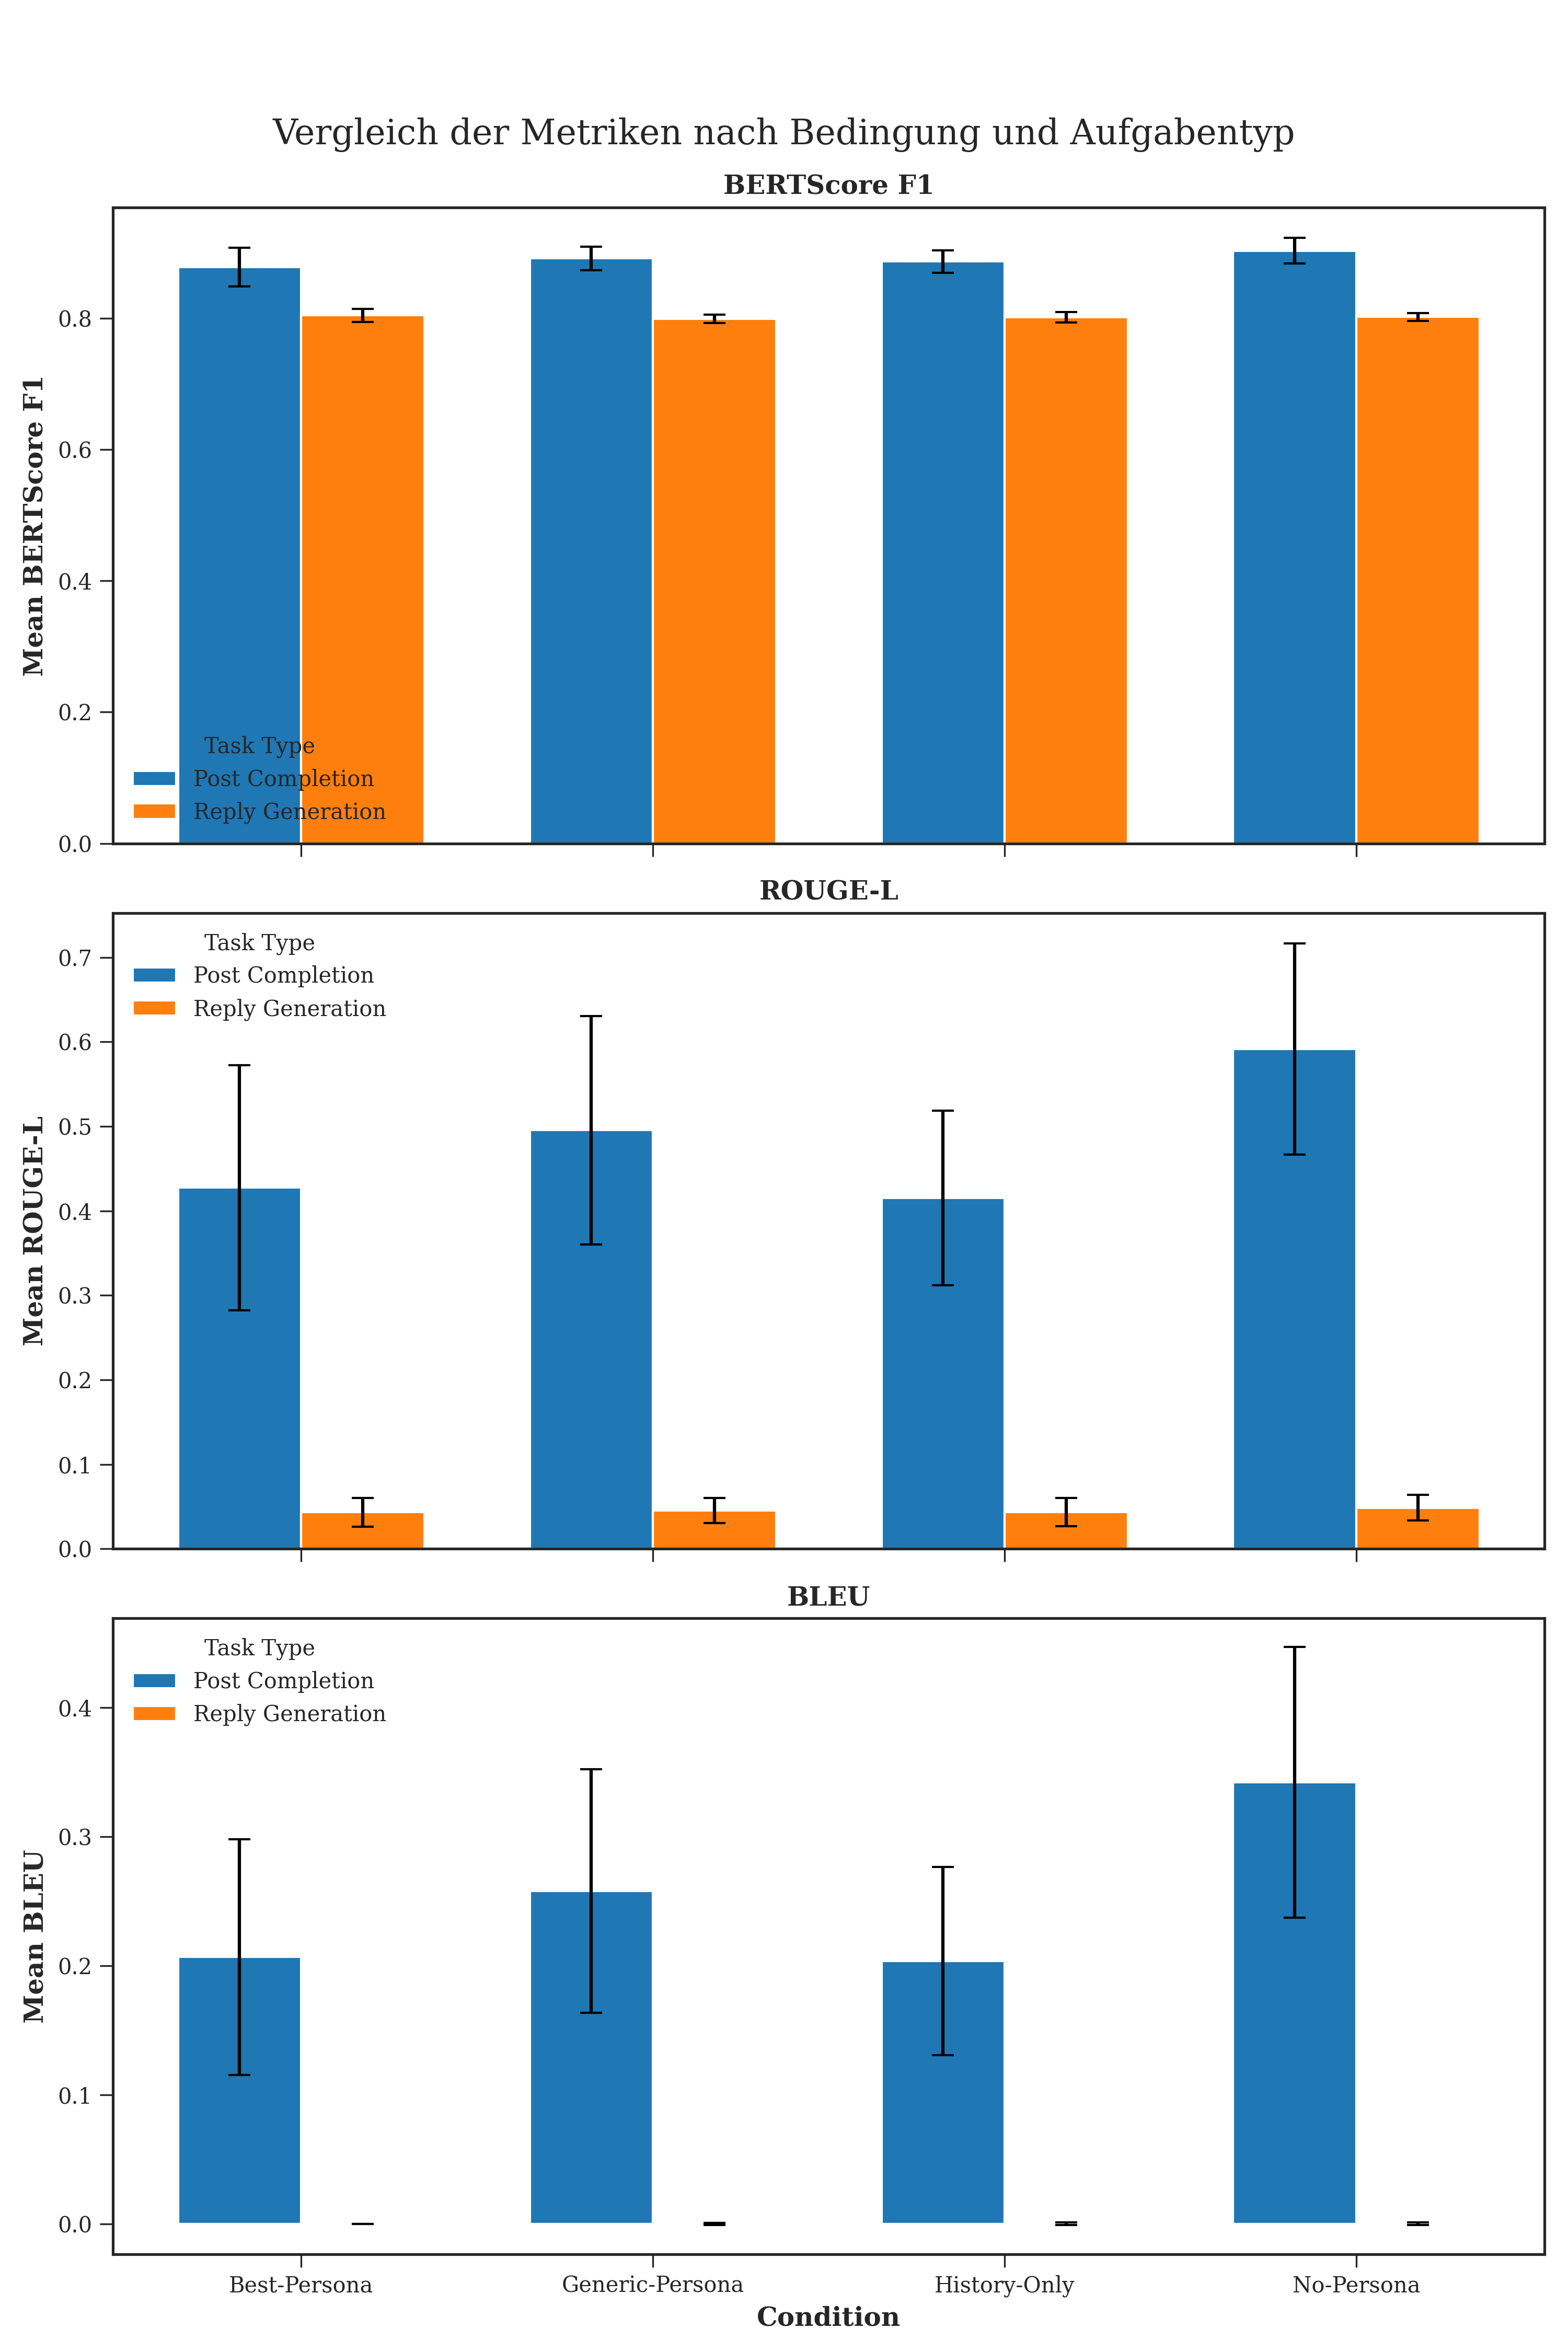 Vergleich der Metriken nach Bedingung und Aufgabentyp
BERTScore F1
Mean BERTScore F1
0.8
0.6
0.4
0.2
0.0
Task Type
Post Completion
Reply Generation
ROUGE-L
Mean ROUGE-L
0.7
0.6
0.5
0.4
0.3
0.2
0.1
0.0
Task Type
Post Completion
Reply Generation
BLEU
Mean BLEU
0.4
0.3
0.2
0.1
0.0
Task Type
Post Completion
Reply Generation
Best-Persona Generic-Persona History-Only No-Persona
Condition